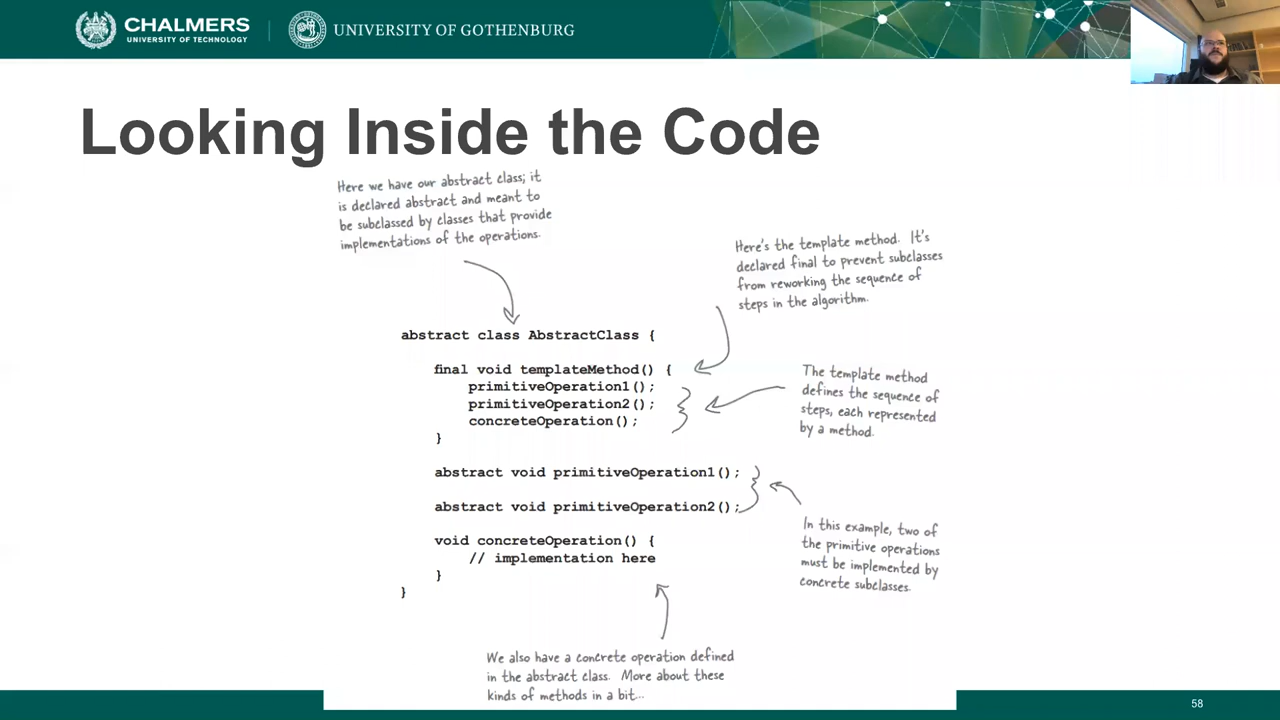 CHALMERS
UNIVERSITY OF TECHNOLOGY
UNIVERSITY OF GOTHENBURG
Looking Inside the Code
Here we have our abstract class; it
is declared abstract and meant to
be subclassed by classes that provide
implementations of the operations.
Here's the template method. It's
declared final to prevent subclasses
from reworking the sequence of
steps in the algorithm.
abstract class AbstractClass {
final void templateMethod() {
primitiveOperation1();
primitiveOperation2();
concreteOperation();
}
The template method
defines the sequence of
steps, each represented
by a method.
abstract void primitiveOperation1();
abstract void primitiveOperation2();
In this example, two of
the primitive operations
must be implemented by
concrete subclasses.
void concreteOperation() {
// implementation here
}
}
We also have a concrete operation defined
in the abstract class. More about these
kinds of methods in a bit...
58